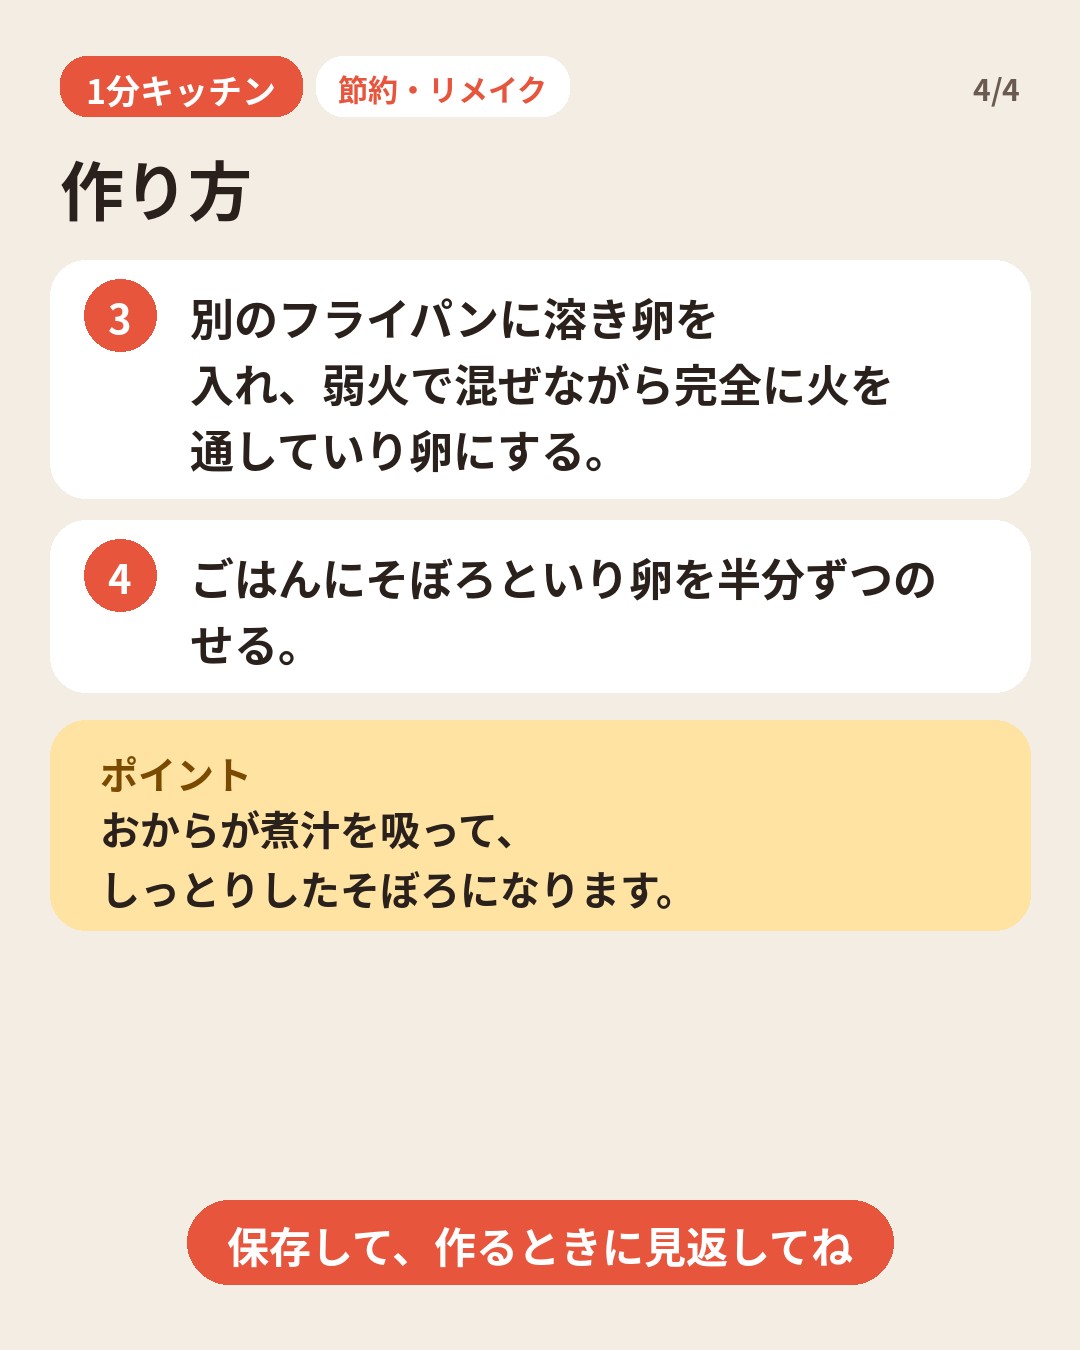 1分キッチン
節約・リメイク
4/4
作り方
3
別のフライパンに溶き卵を
入れ、弱火で混ぜながら完全に火を
通していり卵にする。
4
ごはんにそぼろといり卵を半分ずつの
せる。
ポイント
おからが煮汁を吸って、
しっとりしたそぼろになります。
保存して、作るときに見返してね